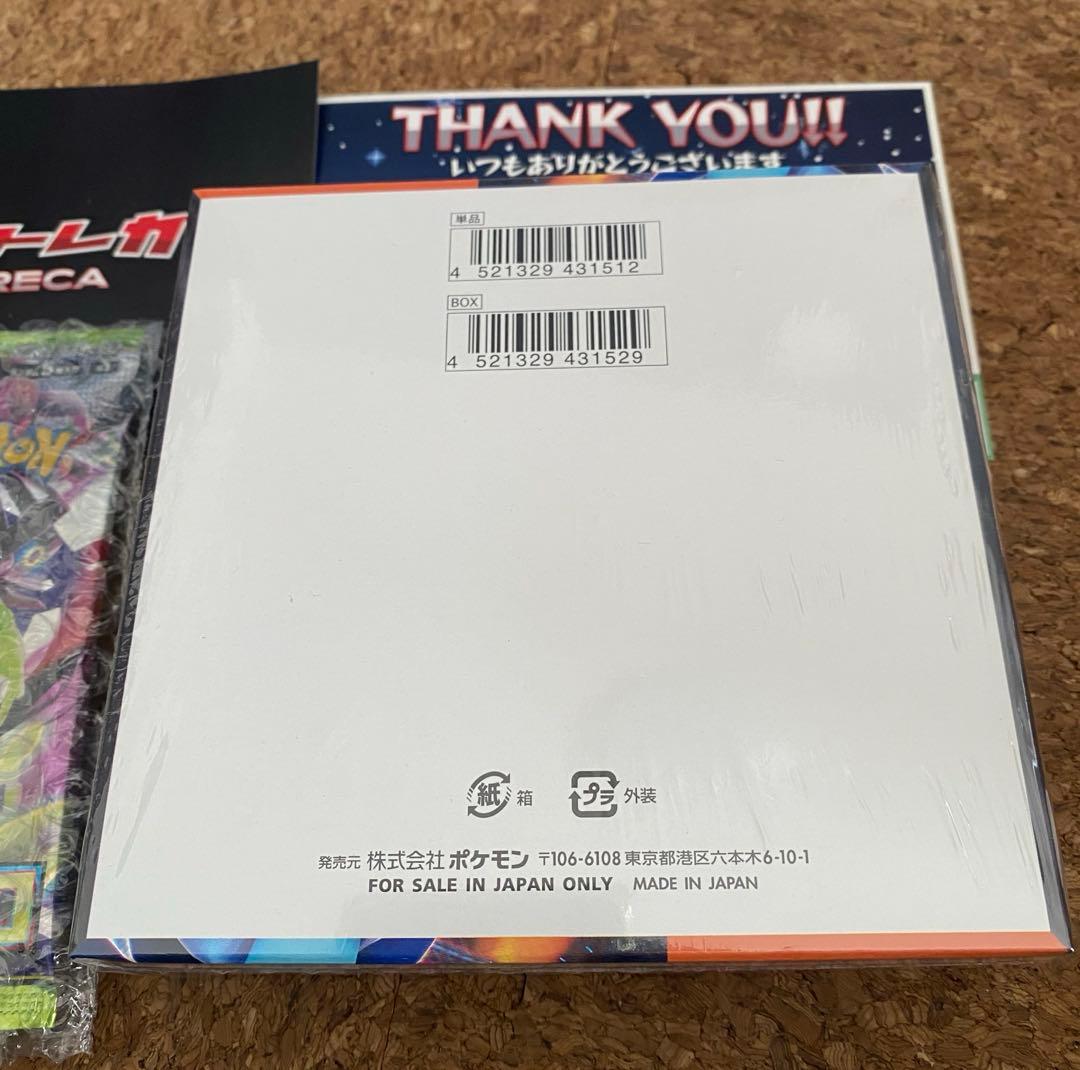 THANK YOU!!
いつもありがとうございます
トレカ
RECA
単品
4 521329 431512
BOX
4 521329 431529
紙 箱
プラ 外装
発売元 株式会社ポケモン 〒106-6108 東京都港区六本木6-10-1
FOR SALE IN JAPAN ONLY MADE IN JAPAN